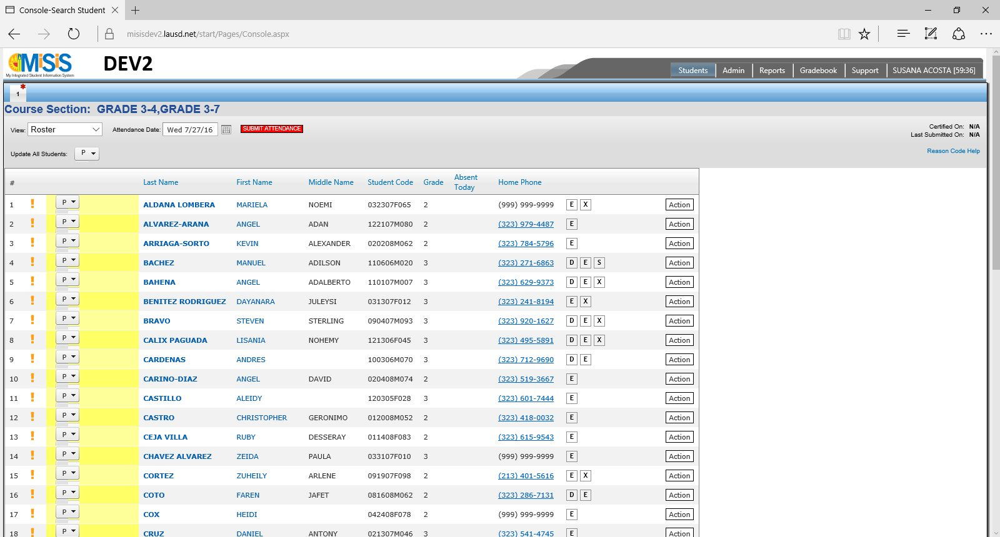 Console-Search Student
misisdev2.lausd.net/start/Pages/Console.aspx
MiSiS
My Integrated Student Information System
DEV2
Students Admin Reports Gradebook Support SUSANA ACOSTA [59:36]
1 *
Course Section: GRADE 3-4,GRADE 3-7
View: Roster Attendance Date: Wed 7/27/16 SUBMIT ATTENDANCE
Certified On: N/A
Last Submitted On: N/A
Update All Students: P
Reason Code Help
# Last Name First Name Middle Name Student Code Grade Absent Today Home Phone
1 ! P ALDANA LOMBERA MARIELA NOEMI 032307F065 2 (999) 999-9999 E X Action
2 ! P ALVAREZ-ARANA ANGEL ADAN 122107M080 2 (323) 979-4487 E Action
3 ! P ARRIAGA-SORTO KEVIN ALEXANDER 020208M062 2 (323) 784-5796 E Action
4 ! P BACHEZ MANUEL ADILSON 110606M020 3 (323) 271-6863 D E S Action
5 ! P BAHENA ANGEL ADALBERTO 110107M007 3 (323) 629-9373 D E X Action
6 ! P BENITEZ RODRIGUEZ DAYANARA JULEYSI 031307F012 3 (323) 241-8194 E X Action
7 ! P BRAVO STEVEN STERLING 090407M093 3 (323) 920-1627 D E X Action
8 ! P CALIX PAGUADA LISANIA NOHEMY 121306F045 3 (323) 495-5891 D E X Action
9 ! P CARDENAS ANDRES 100306M070 3 (323) 712-9690 D E Action
10 ! P CARINO-DIAZ ANGEL DAVID 020408M074 2 (323) 519-3667 E Action
11 ! P CASTILLO ALEIDY 120305F028 3 (323) 601-7444 E Action
12 ! P CASTRO CHRISTOPHER GERONIMO 012008M052 2 (323) 418-0032 E Action
13 ! P CEJA VILLA RUBY DESSERAY 011408F083 2 (323) 615-9543 E Action
14 ! P CHAVEZ ALVAREZ ZEIDA PAULA 033107F010 3 (999) 999-9999 E Action
15 ! P CORTEZ ZUHEILY ARLENE 091907F098 2 (213) 401-5616 E X Action
16 ! P COTO FAREN JAFET 081608M062 2 (323) 286-7131 D E Action
17 ! P COX HEIDI 042408F078 2 (999) 999-9999 E Action
18 ! P CRUZ DANIEL ANTONY 021307M046 3 (323) 541-4745 E Action